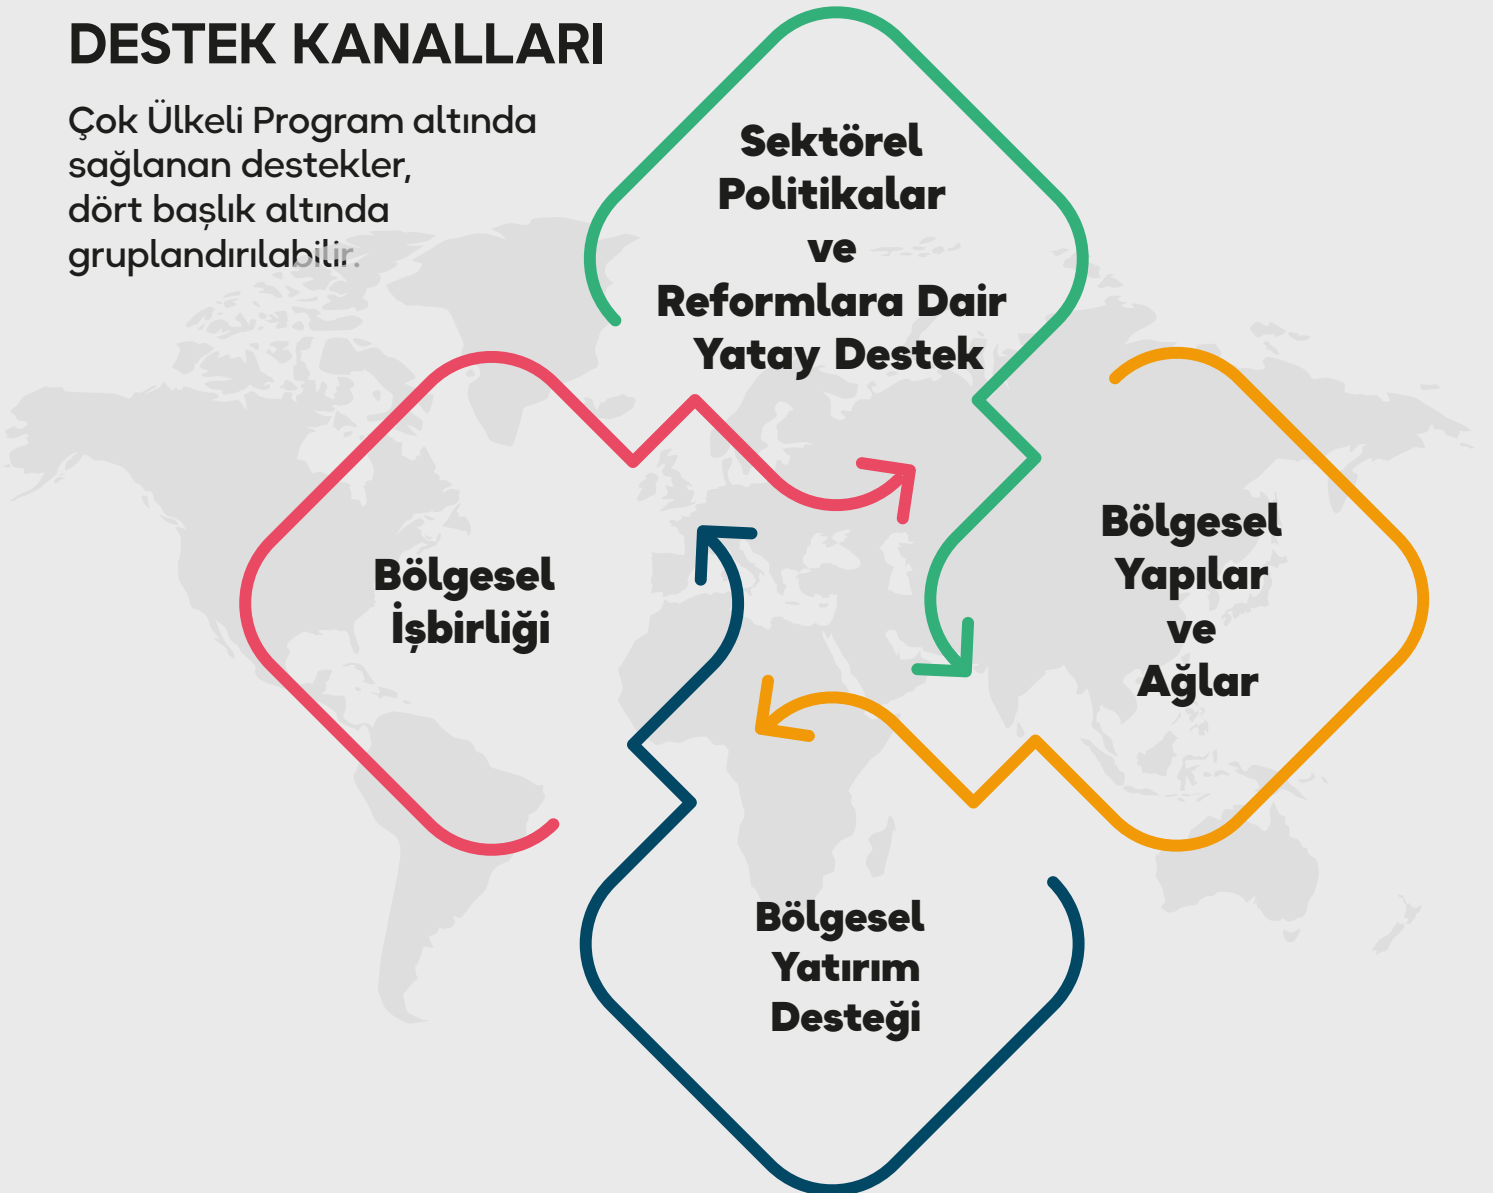 DESTEK KANALLARI
Çok Ülkeli Program altında
sağlanan destekler,
dört başlık altında
gruplandırılabilir.
Sektörel
Politikalar
ve
Reformlara Dair
Yatay Destek
Bölgesel
İşbirliği
Bölgesel
Yapılar
ve
Ağlar
Bölgesel
Yatırım
Desteği